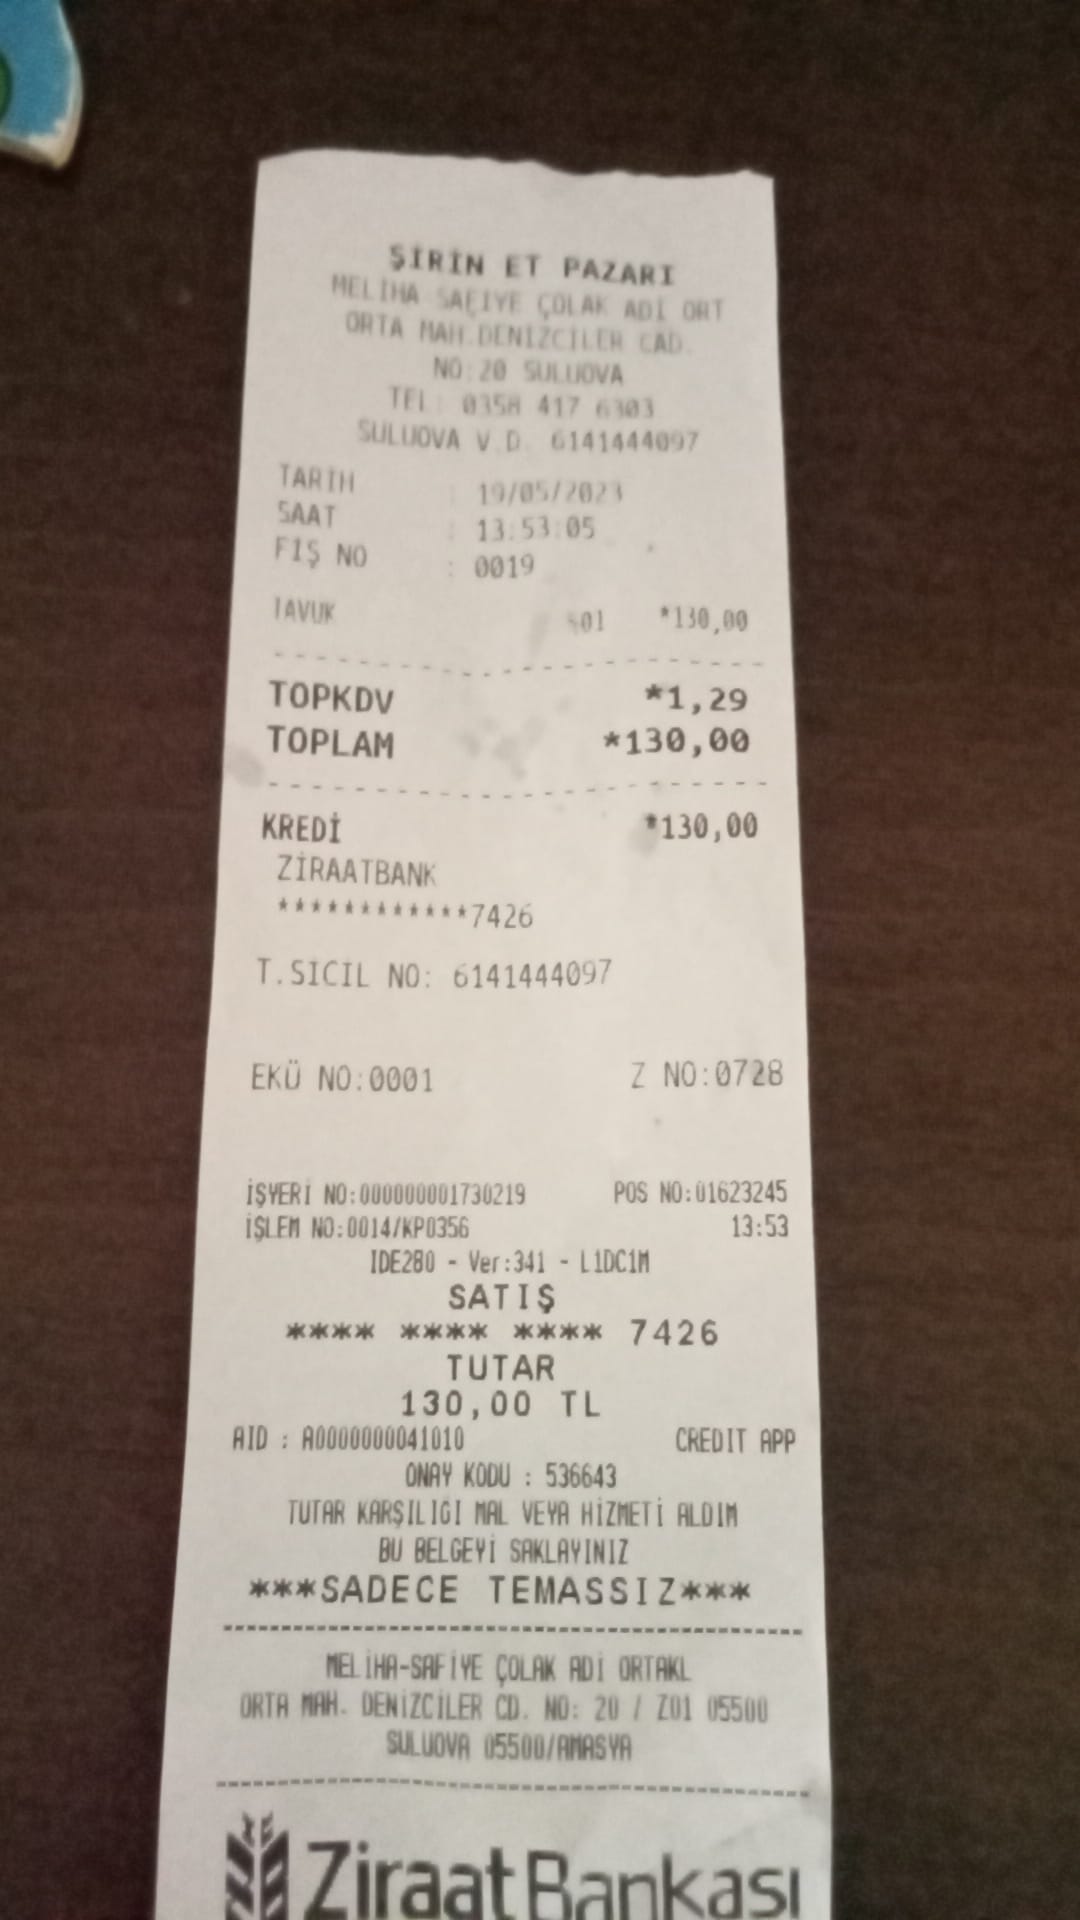 ŞİRİN ET PAZARI
MELİHA SAFİYE ÇOLAK ADİ ORT
ORTA MAH.DENİZCİLER CAD.
NO:20 SULUOVA
TEL: 0358 417 6303
SULUOVA V.D. 6141444097
TARİH : 19/05/2023
SAAT : 13:53:05
FİŞ NO : 0019
TAVUK %01 *130,00
TOPKDV *1,29
TOPLAM *130,00
KREDİ *130,00
ZİRAATBANK
************7426
T.SICIL NO: 6141444097
EKÜ NO:0001 Z NO:0728
İŞYERİ NO:000000001730219 POS NO:01623245
İŞLEM NO:0014/KP0356 13:53
IDE280 - Ver:341 - L1DC1M
SATIŞ
**** **** **** 7426
TUTAR
130,00 TL
AID : A0000000041010 CREDIT APP
ONAY KODU : 536643
TUTAR KARŞILIĞI MAL VEYA HİZMETİ ALDIM
BU BELGEYİ SAKLAYINIZ
***SADECE TEMASSIZ***
MELİHA-SAFİYE ÇOLAK ADİ ORTAKL
ORTA MAH. DENİZCİLER CD. NO: 20 / Z01 05500
SULUOVA 05500/AMASYA
Ziraat Bankası